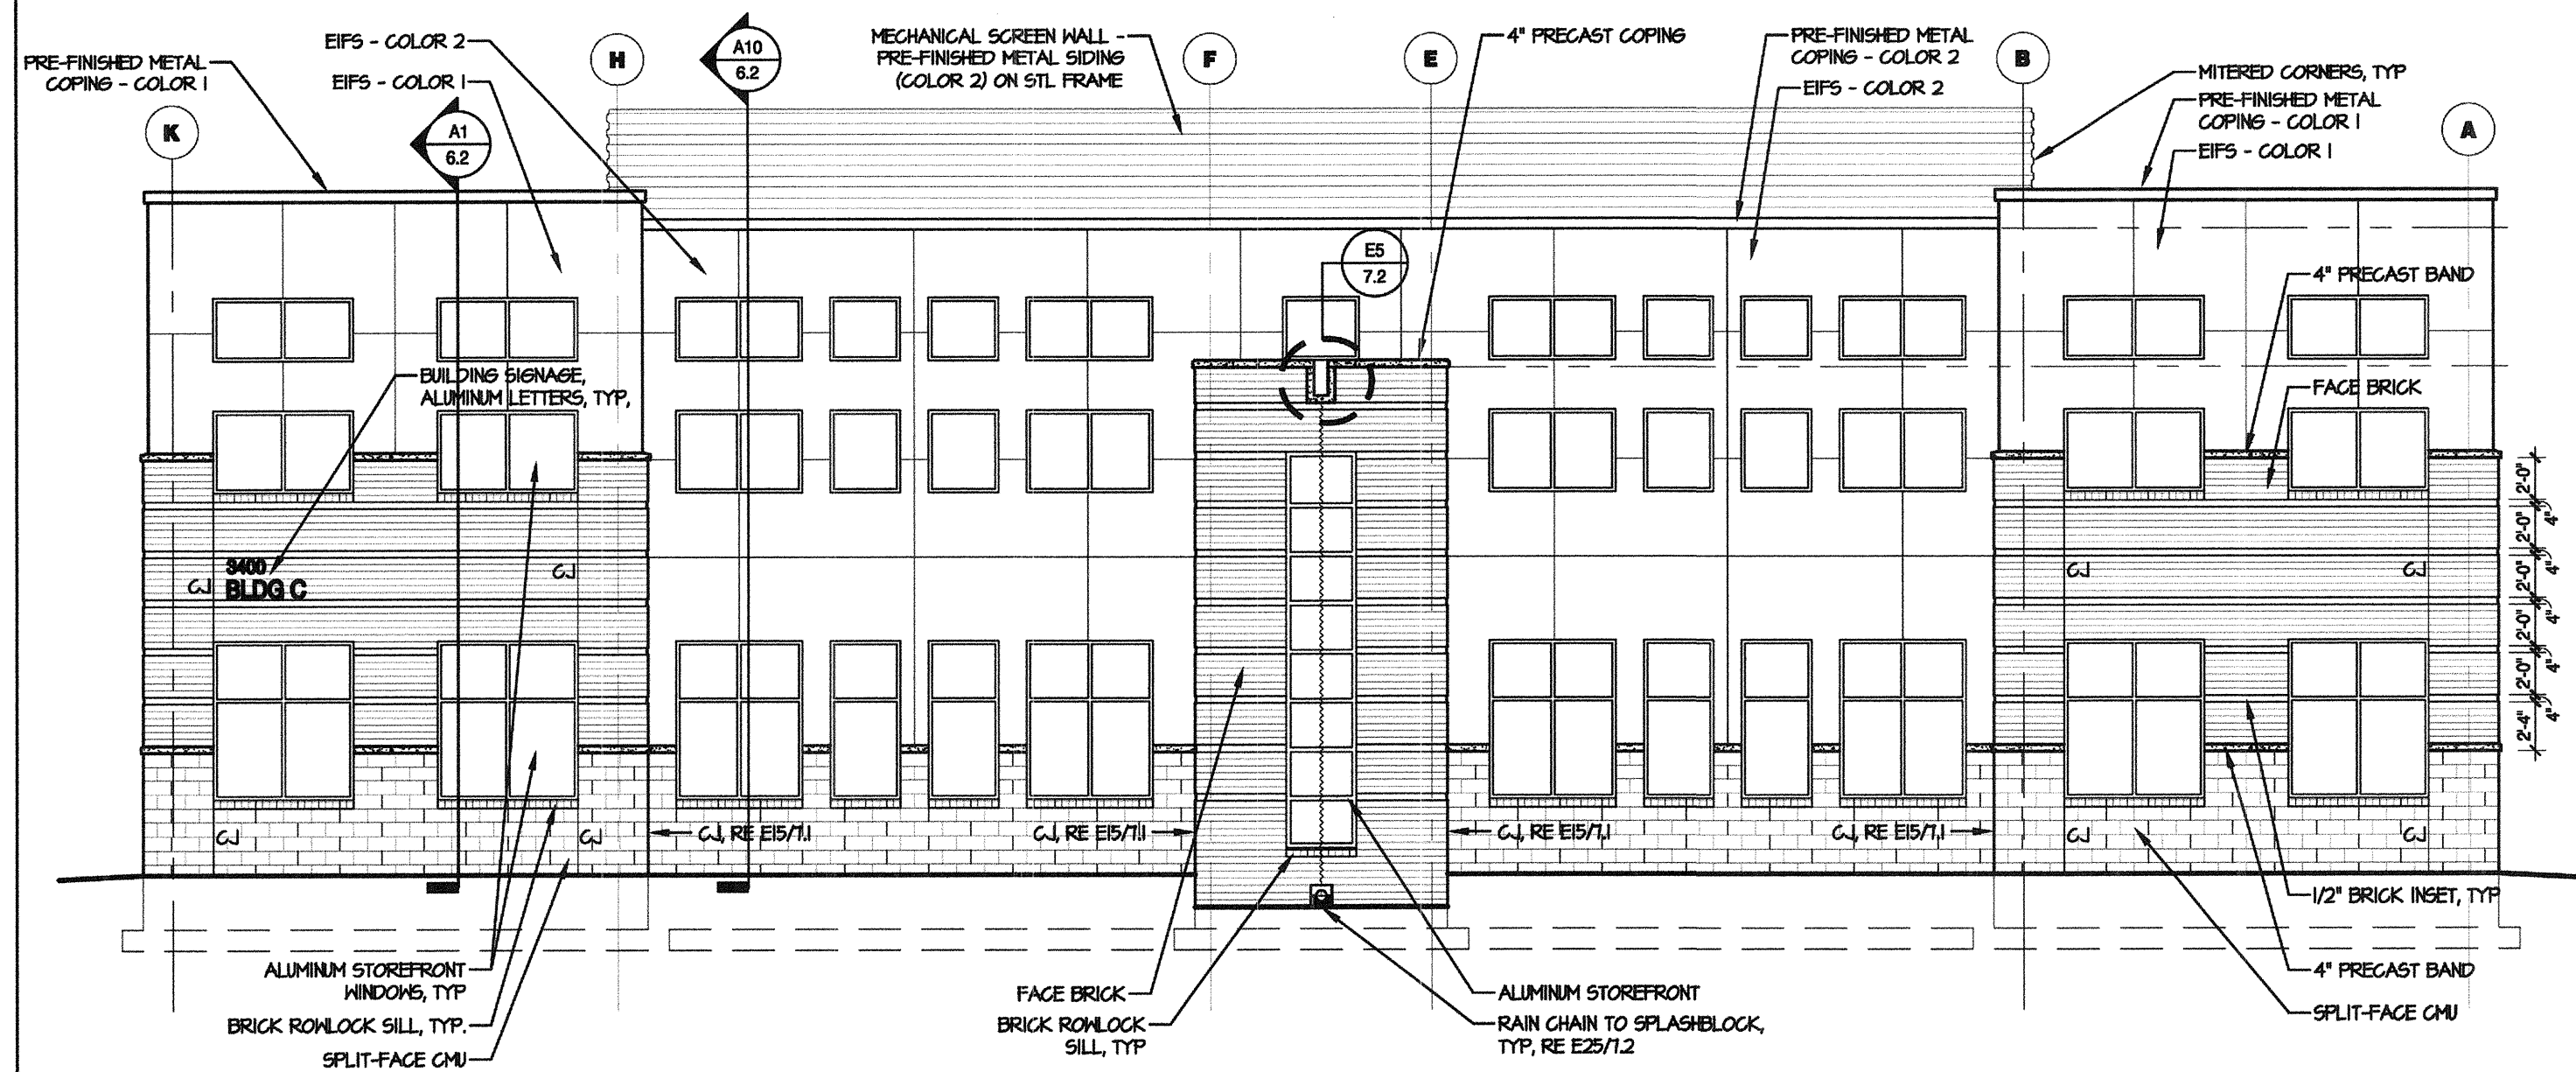 EIFS - COLOR 2
PRE-FINISHED METAL
COPING - COLOR 1
EIFS - COLOR 1
K
A1
6.2
H
A10
6.2
MECHANICAL SCREEN WALL -
PRE-FINISHED METAL SIDING
(COLOR 2) ON STL FRAME
F
E
4" PRECAST COPING
PRE-FINISHED METAL
COPING - COLOR 2
EIFS - COLOR 2
B
MITERED CORNERS, TYP
PRE-FINISHED METAL
COPING - COLOR 1
EIFS - COLOR 1
A
E5
7.2
4" PRECAST BAND
FACE BRICK
BUILDING SIGNAGE,
ALUMINUM LETTERS, TYP,
3400
BLDG C
CJ
CJ
CJ
CJ
2'-0"
4"
2'-0"
4"
2'-0"
4"
2'-0"
4"
2'-0"
4"
2'-4"
CJ
CJ
CJ, RE E15/7.1
CJ, RE E15/7.1
CJ, RE E15/7.1
CJ, RE E15/7.1
CJ
CJ
1/2" BRICK INSET, TYP
4" PRECAST BAND
SPLIT-FACE CMU
ALUMINUM STOREFRONT
WINDOWS, TYP
BRICK ROWLOCK SILL, TYP.
SPLIT-FACE CMU
FACE BRICK
BRICK ROWLOCK
SILL, TYP
ALUMINUM STOREFRONT
RAIN CHAIN TO SPLASHBLOCK,
TYP, RE E25/7.2